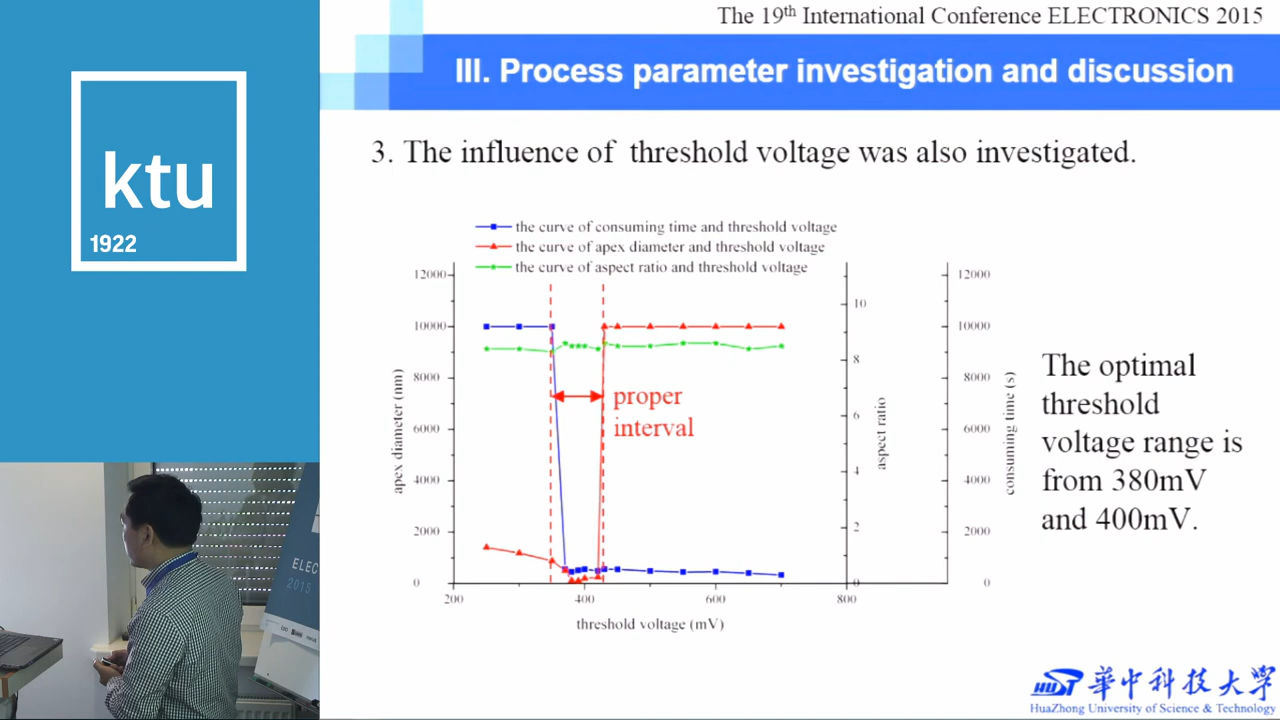 The 19th International Conference ELECTRONICS 2015
III. Process parameter investigation and discussion
ktu
1922
3. The influence of threshold voltage was also investigated.
the curve of consuming time and threshold voltage
the curve of apex diameter and threshold voltage
the curve of aspect ratio and threshold voltage
12000
10000
8000
6000
4000
2000
0
apex diameter (nm)
10
8
6
4
2
0
aspect ratio
12000
10000
8000
6000
4000
2000
0
consuming time (s)
proper
interval
200
400
600
800
threshold voltage (mV)
The optimal
threshold
voltage range is
from 380mV
and 400mV.
ELEC
2015
HUST 華中科技大学
HuaZhong University of Science & Technology